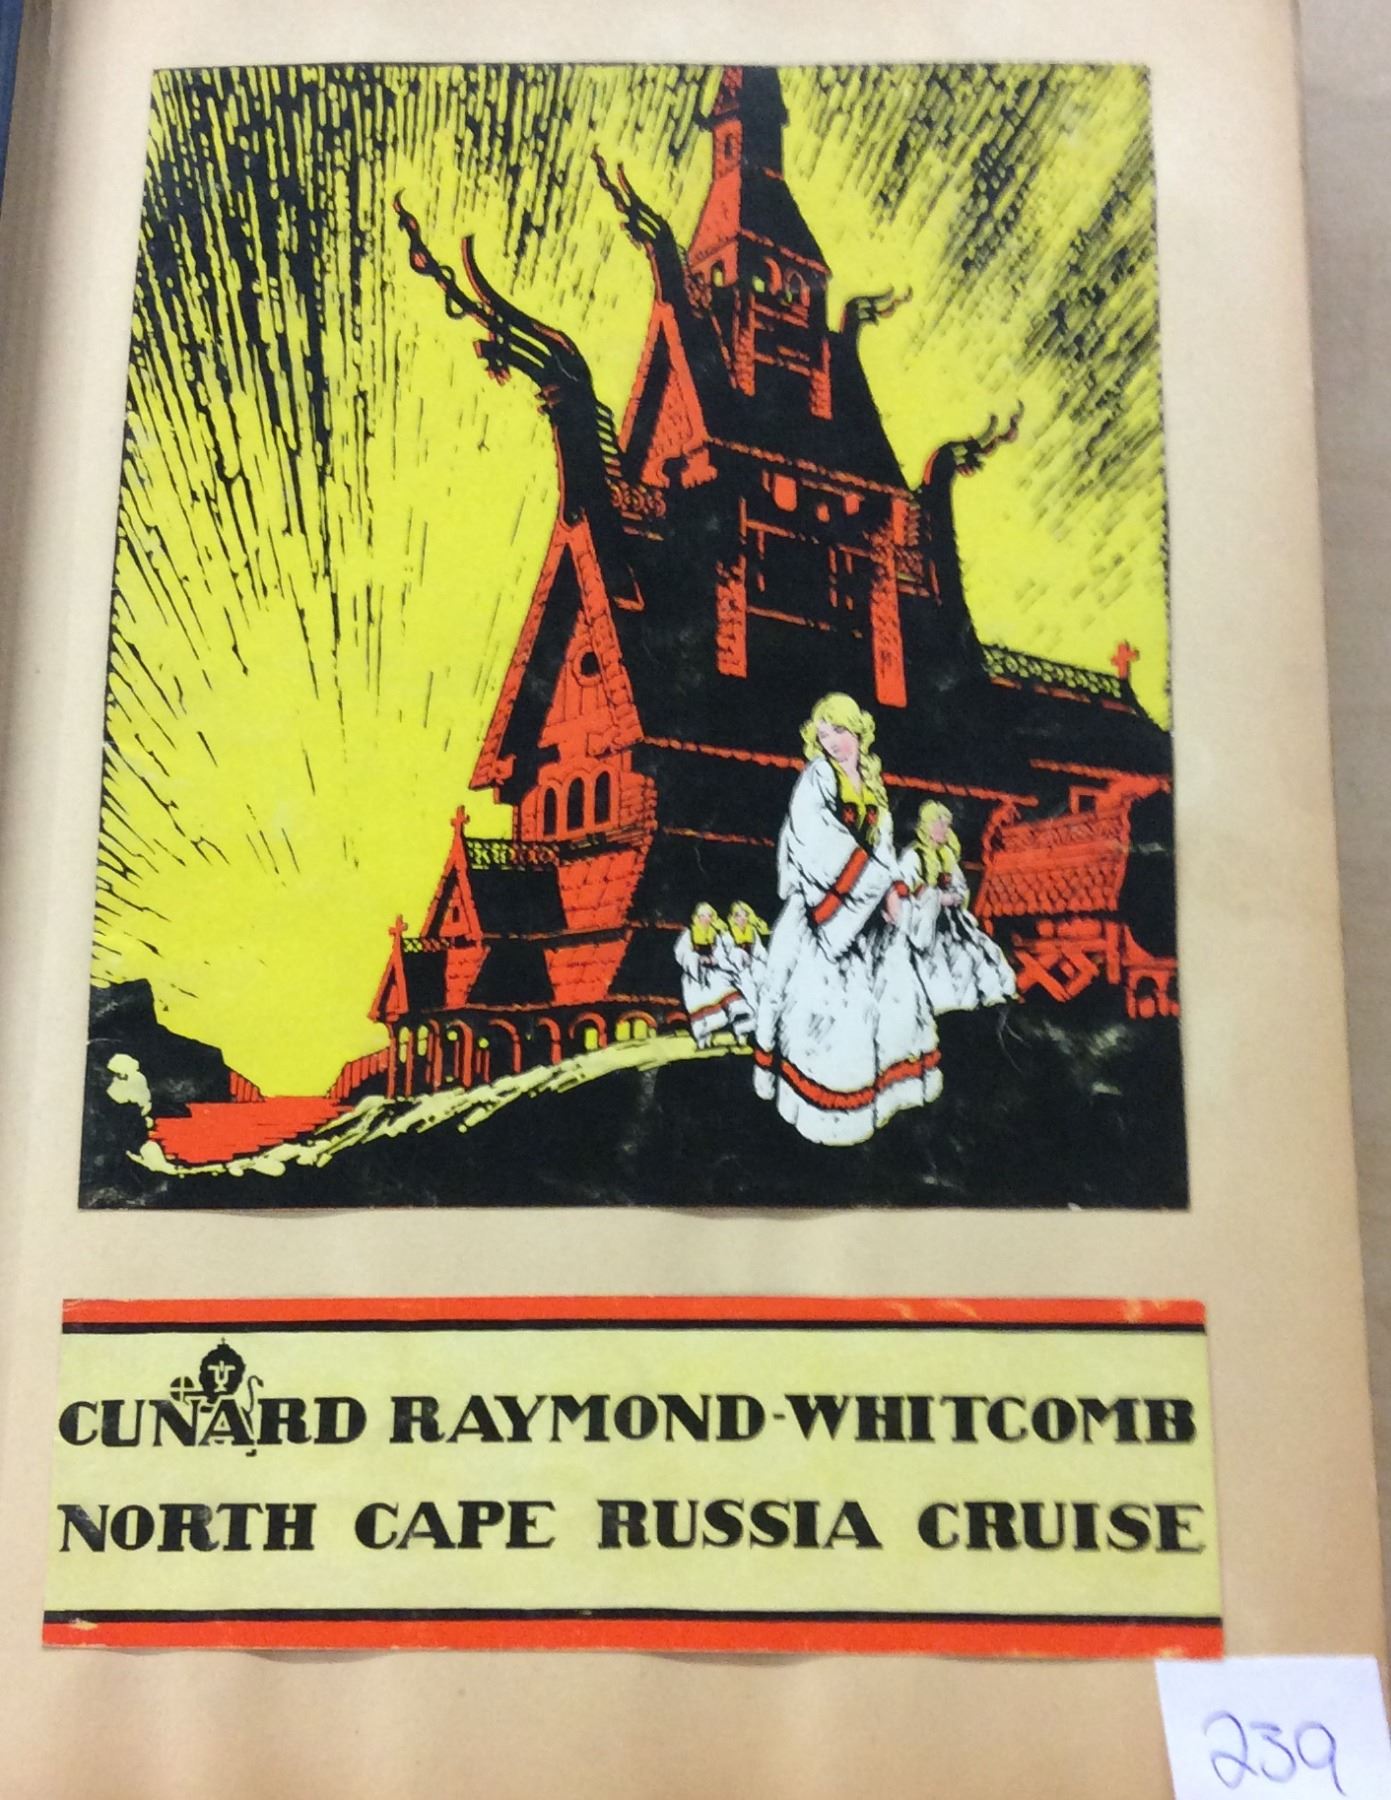 CUNARD RAYMOND-WHITCOMB
NORTH CAPE RUSSIA CRUISE
239